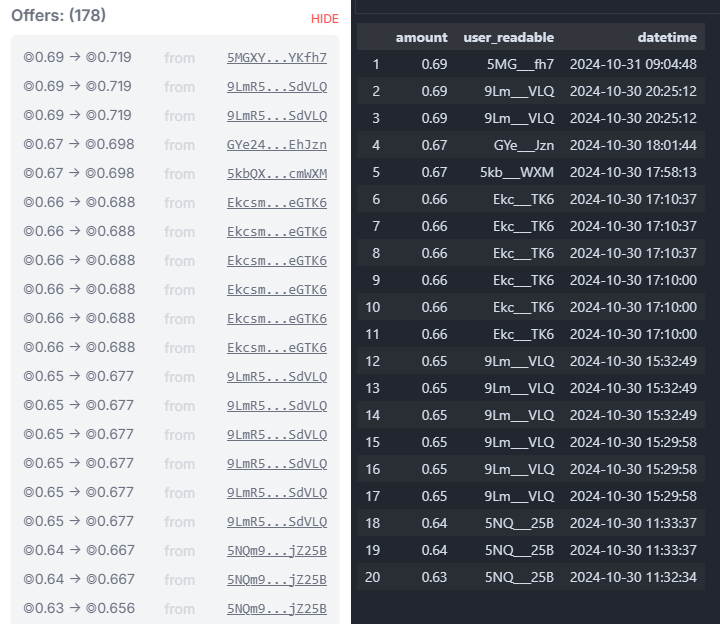 Offers: (178)
HIDE
◎0.69 → ◎0.719 from 5MGXY...YKfh7
◎0.69 → ◎0.719 from 9LmR5...SdVLQ
◎0.69 → ◎0.719 from 9LmR5...SdVLQ
◎0.67 → ◎0.698 from GYe24...EhJzn
◎0.67 → ◎0.698 from 5kbQX...cmWXM
◎0.66 → ◎0.688 from Ekcsm...eGTK6
◎0.66 → ◎0.688 from Ekcsm...eGTK6
◎0.66 → ◎0.688 from Ekcsm...eGTK6
◎0.66 → ◎0.688 from Ekcsm...eGTK6
◎0.66 → ◎0.688 from Ekcsm...eGTK6
◎0.66 → ◎0.688 from Ekcsm...eGTK6
◎0.65 → ◎0.677 from 9LmR5...SdVLQ
◎0.65 → ◎0.677 from 9LmR5...SdVLQ
◎0.65 → ◎0.677 from 9LmR5...SdVLQ
◎0.65 → ◎0.677 from 9LmR5...SdVLQ
◎0.65 → ◎0.677 from 9LmR5...SdVLQ
◎0.65 → ◎0.677 from 9LmR5...SdVLQ
◎0.64 → ◎0.667 from 5NQm9...jZ25B
◎0.64 → ◎0.667 from 5NQm9...jZ25B
◎0.63 → ◎0.656 from 5NQm9...jZ25B
amount user_readable datetime
1 0.69 5MG___fh7 2024-10-31 09:04:48
2 0.69 9Lm___VLQ 2024-10-30 20:25:12
3 0.69 9Lm___VLQ 2024-10-30 20:25:12
4 0.67 GYe___Jzn 2024-10-30 18:01:44
5 0.67 5kb___WXM 2024-10-30 17:58:13
6 0.66 Ekc___TK6 2024-10-30 17:10:37
7 0.66 Ekc___TK6 2024-10-30 17:10:37
8 0.66 Ekc___TK6 2024-10-30 17:10:37
9 0.66 Ekc___TK6 2024-10-30 17:10:00
10 0.66 Ekc___TK6 2024-10-30 17:10:00
11 0.66 Ekc___TK6 2024-10-30 17:10:00
12 0.65 9Lm___VLQ 2024-10-30 15:32:49
13 0.65 9Lm___VLQ 2024-10-30 15:32:49
14 0.65 9Lm___VLQ 2024-10-30 15:32:49
15 0.65 9Lm___VLQ 2024-10-30 15:29:58
16 0.65 9Lm___VLQ 2024-10-30 15:29:58
17 0.65 9Lm___VLQ 2024-10-30 15:29:58
18 0.64 5NQ___25B 2024-10-30 11:33:37
19 0.64 5NQ___25B 2024-10-30 11:33:37
20 0.63 5NQ___25B 2024-10-30 11:32:34